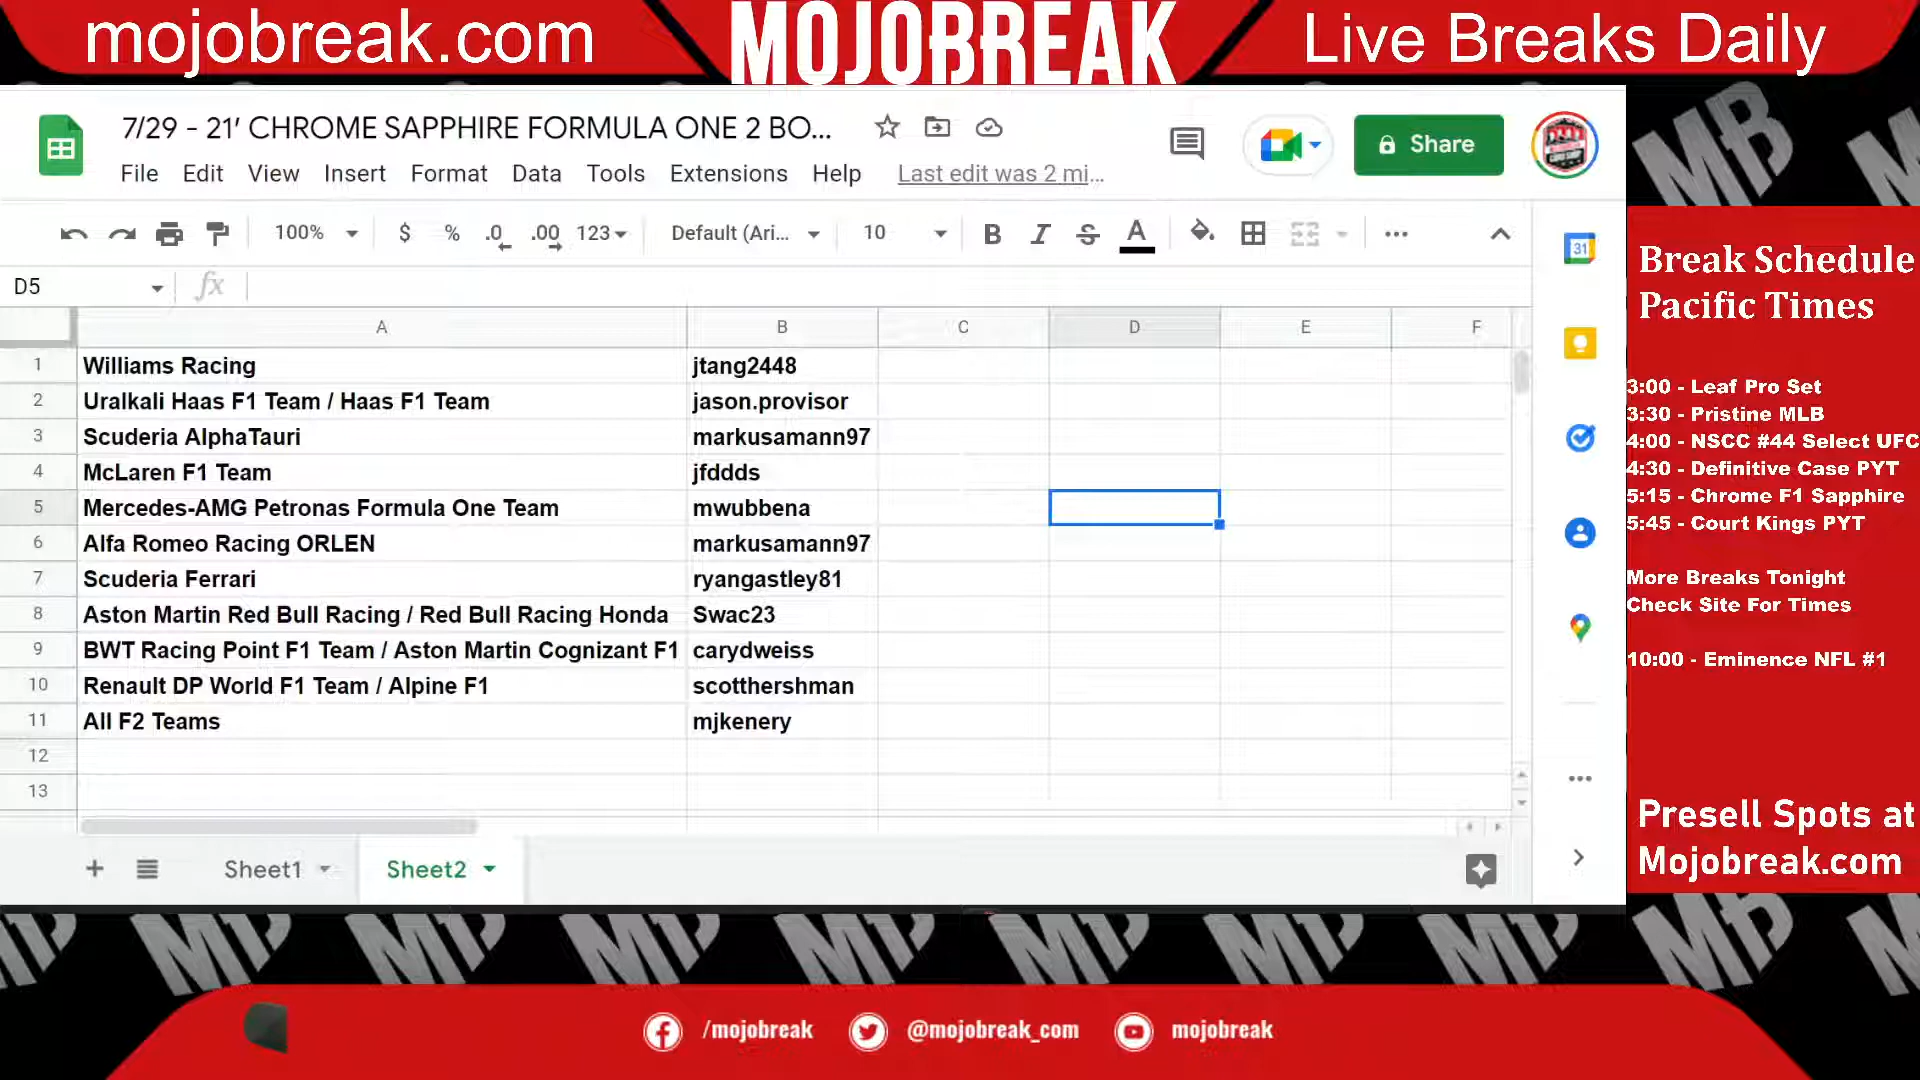 mojobreak.com
MOJOBREAK
Live Breaks Daily
7/29 - 21' CHROME SAPPHIRE FORMULA ONE 2 BO...
Share
File Edit View Insert Format Data Tools Extensions Help Last edit was 2 mi...
100% $ % .0 .00 123 Default (Ari... 10 B I S A
31
D5 fx
A B C D E F
1 Williams Racing jtang2448
2 Uralkali Haas F1 Team / Haas F1 Team jason.provisor
3 Scuderia AlphaTauri markusamann97
4 McLaren F1 Team jfddds
5 Mercedes-AMG Petronas Formula One Team mwubbena
6 Alfa Romeo Racing ORLEN markusamann97
7 Scuderia Ferrari ryangastley81
8 Aston Martin Red Bull Racing / Red Bull Racing Honda Swac23
9 BWT Racing Point F1 Team / Aston Martin Cognizant F1 carydweiss
10 Renault DP World F1 Team / Alpine F1 scotthershman
11 All F2 Teams mjkenery
12
13
Sheet1 Sheet2
Break Schedule
Pacific Times
3:00 - Leaf Pro Set
3:30 - Pristine MLB
4:00 - NSCC #44 Select UFC
4:30 - Definitive Case PYT
5:15 - Chrome F1 Sapphire
5:45 - Court Kings PYT
More Breaks Tonight
Check Site For Times
10:00 - Eminence NFL #1
Presell Spots at
Mojobreak.com
/mojobreak @mojobreak_com mojobreak